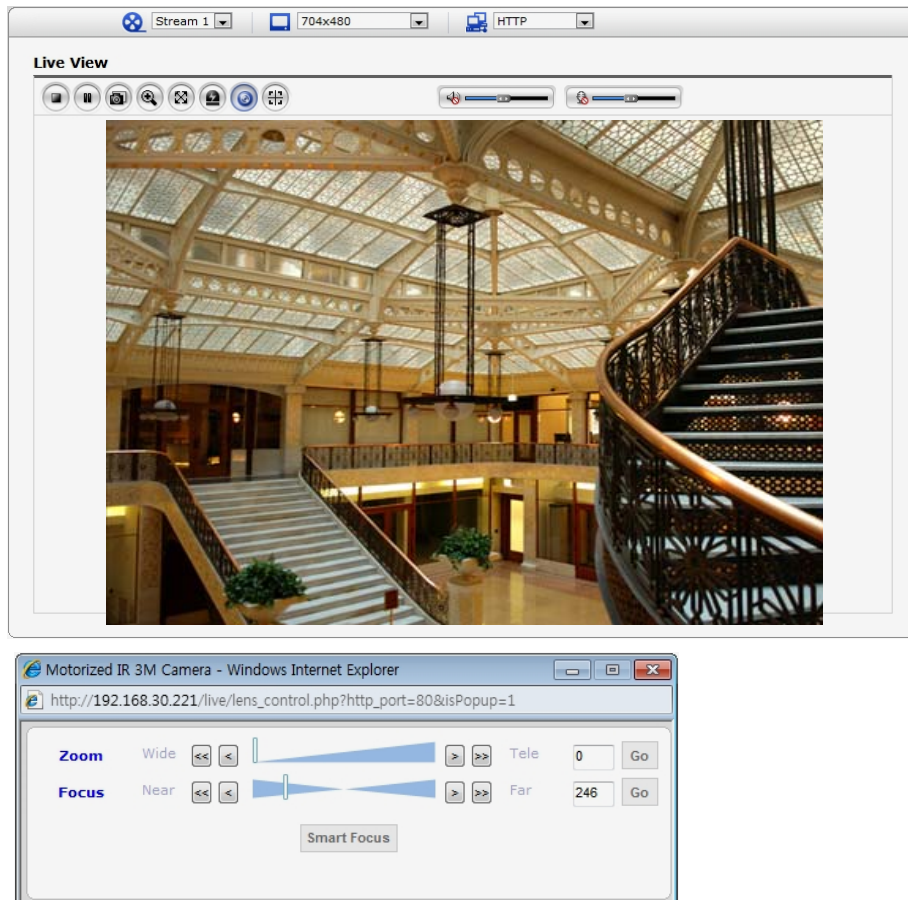 Stream 1 704x480 HTTP
Live View
Motorized IR 3M Camera - Windows Internet Explorer
http://192.168.30.221/live/lens_control.php?http_port=80&isPopup=1
Zoom Wide << < > >> Tele 0 Go
Focus Near << < > >> Far 246 Go
Smart Focus